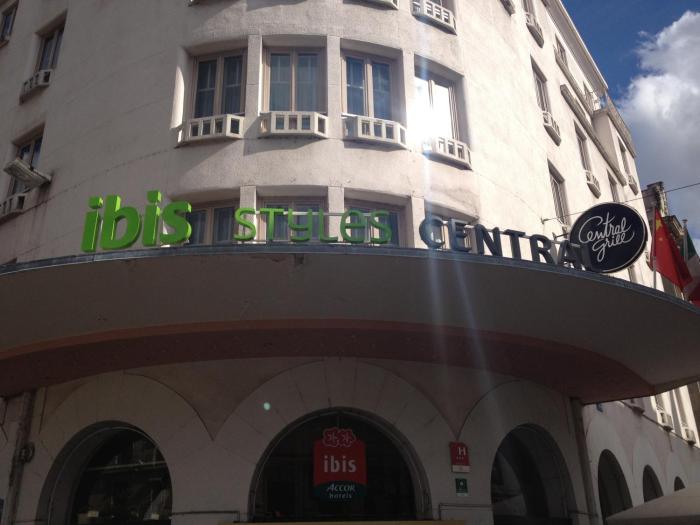 ibis STYLES CENTRAL
Central
Grill
ibis
ACCOR
hotels
H